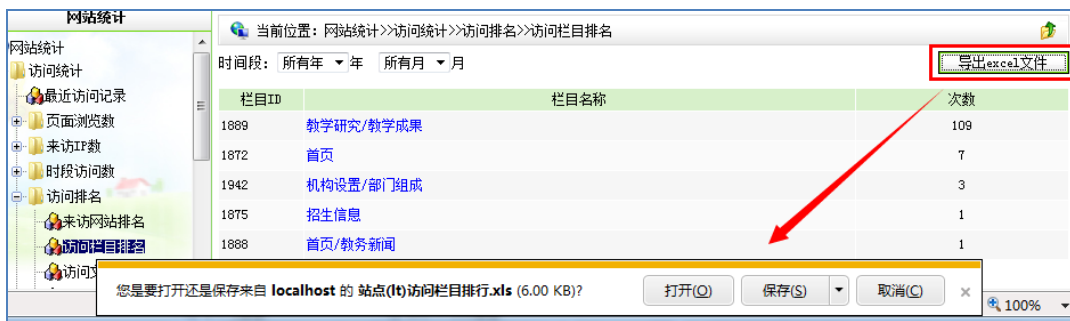 网站统计
当前位置：网站统计>>访问统计>>访问排名>>访问栏目排名
网站统计
访问统计
最近访问记录
页面浏览数
来访IP数
时段访问数
访问排名
来访网站排名
访问栏目排名
时间段： 所有年 年 所有月 月
导出excel文件
栏目ID 栏目名称 次数
1889 教学研究/教学成果 109
1872 首页 7
1942 机构设置/部门组成 3
1875 招生信息 1
1888 首页/教务新闻 1
您是要打开还是保存来自 localhost 的 站点(lt)访问栏目排行.xls (6.00 KB)?
打开(O) 保存(S) 取消(C)
100%